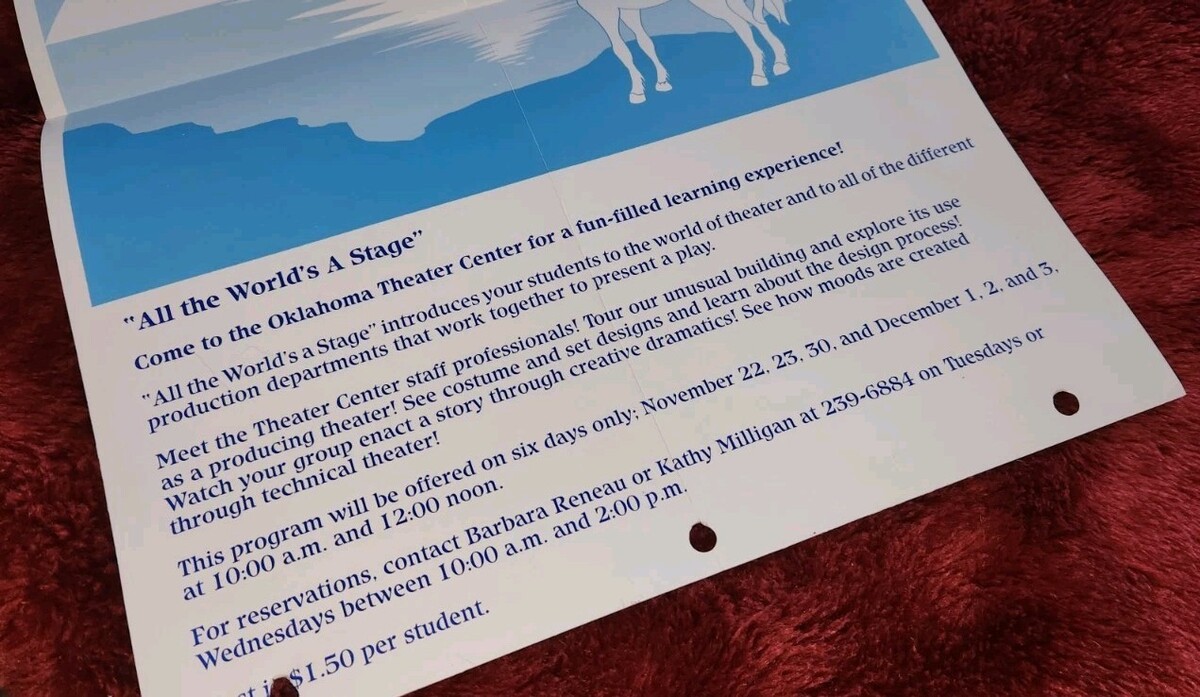 "All the World's A Stage"
Come to the Oklahoma Theater Center for a fun-filled learning experience!
"All the World's a Stage" introduces your students to the world of theater and to all of the different
production departments that work together to present a play.
Meet the Theater Center staff professionals! Tour our unusual building and explore its use
as a producing theater! See costume and set designs and learn about the design process!
Watch your group enact a story through creative dramatics! See how moods are created
through technical theater!
This program will be offered on six days only; November 22, 23, 30, and December 1, 2, and 3,
at 10:00 a.m. and 12:00 noon.
For reservations, contact Barbara Reneau or Kathy Milligan at 239-6884 on Tuesdays or
Wednesdays between 10:00 a.m. and 2:00 p.m.
$1.50 per student.